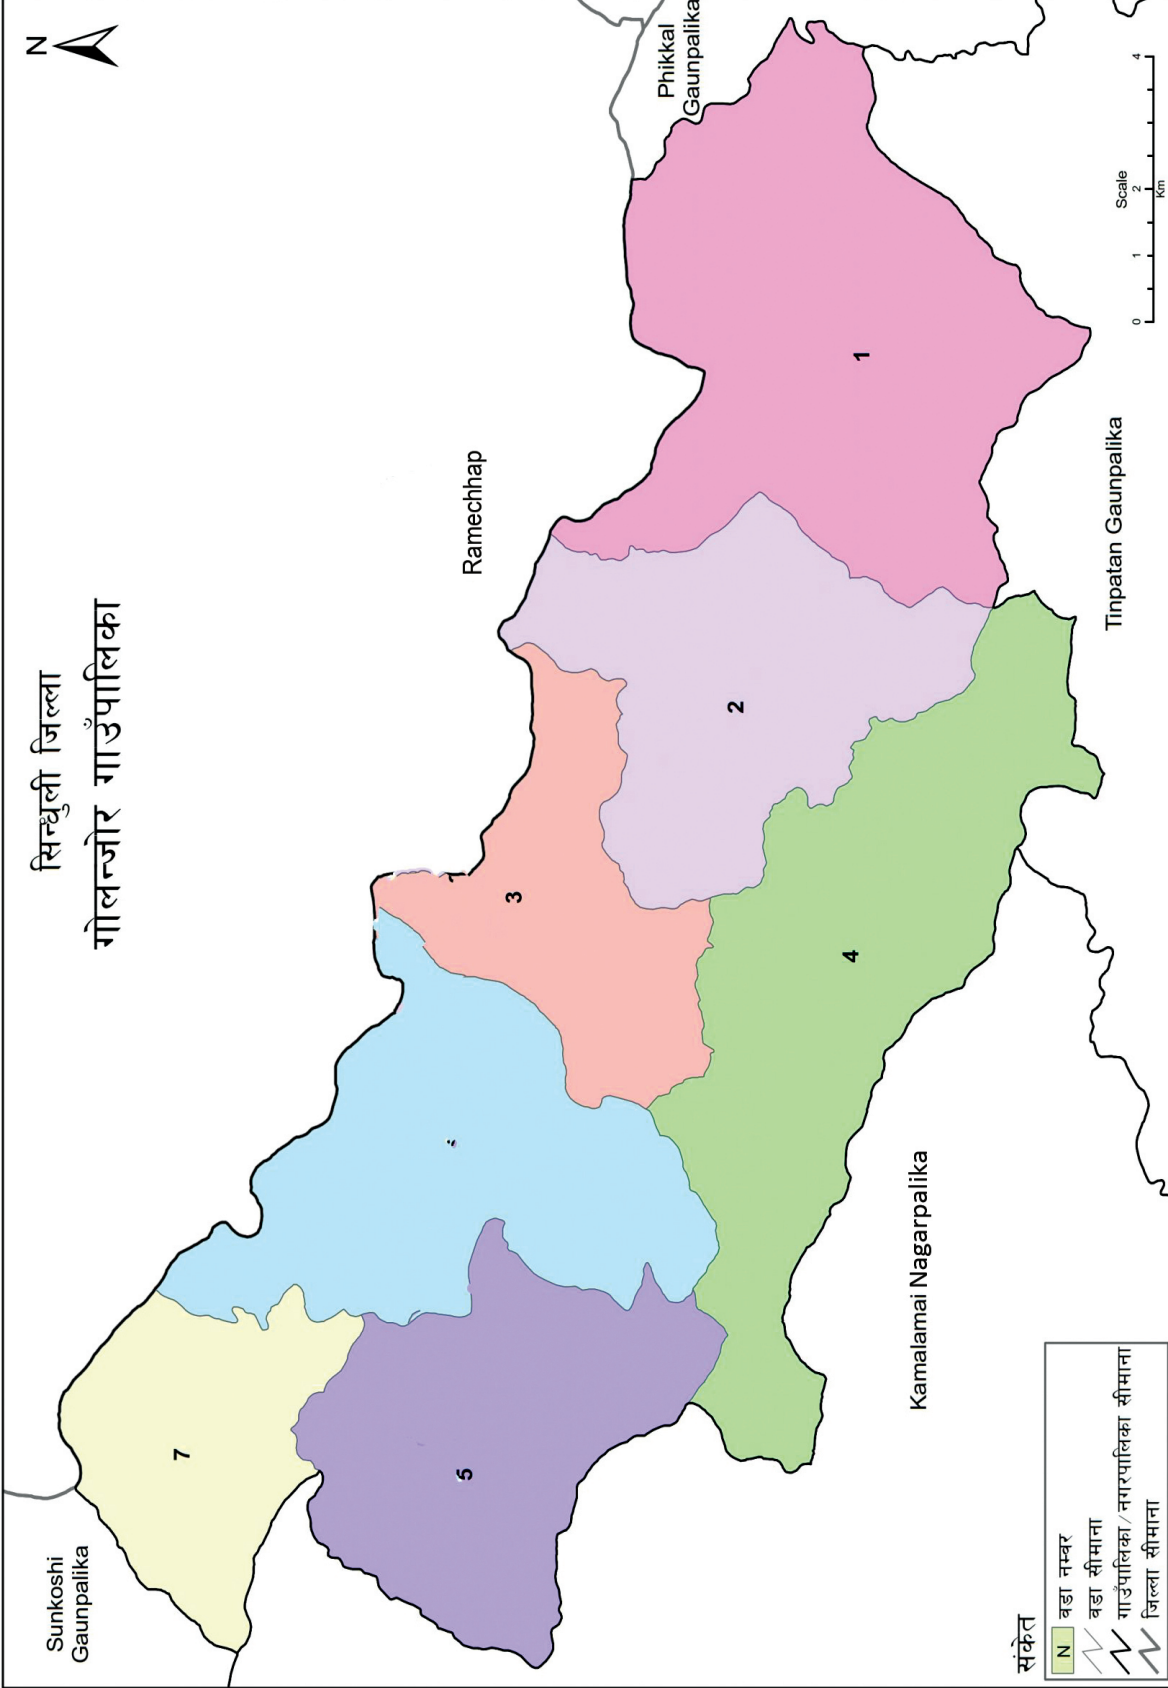 सिन्धुली जिल्ला
गोलन्जोर गाउँपालिका
N
Sunkoshi
Gaunpalika
Ramechhap
Phikkal
Gaunpalika
7
5
3
2
1
4
Kamalamai Nagarpalika
Tinpatan Gaunpalika
संकेत
N वडा नम्बर
वडा सीमाना
गाउँपालिका/नगरपालिका सीमाना
जिल्ला सीमाना
Scale
0 1 2 4
Km